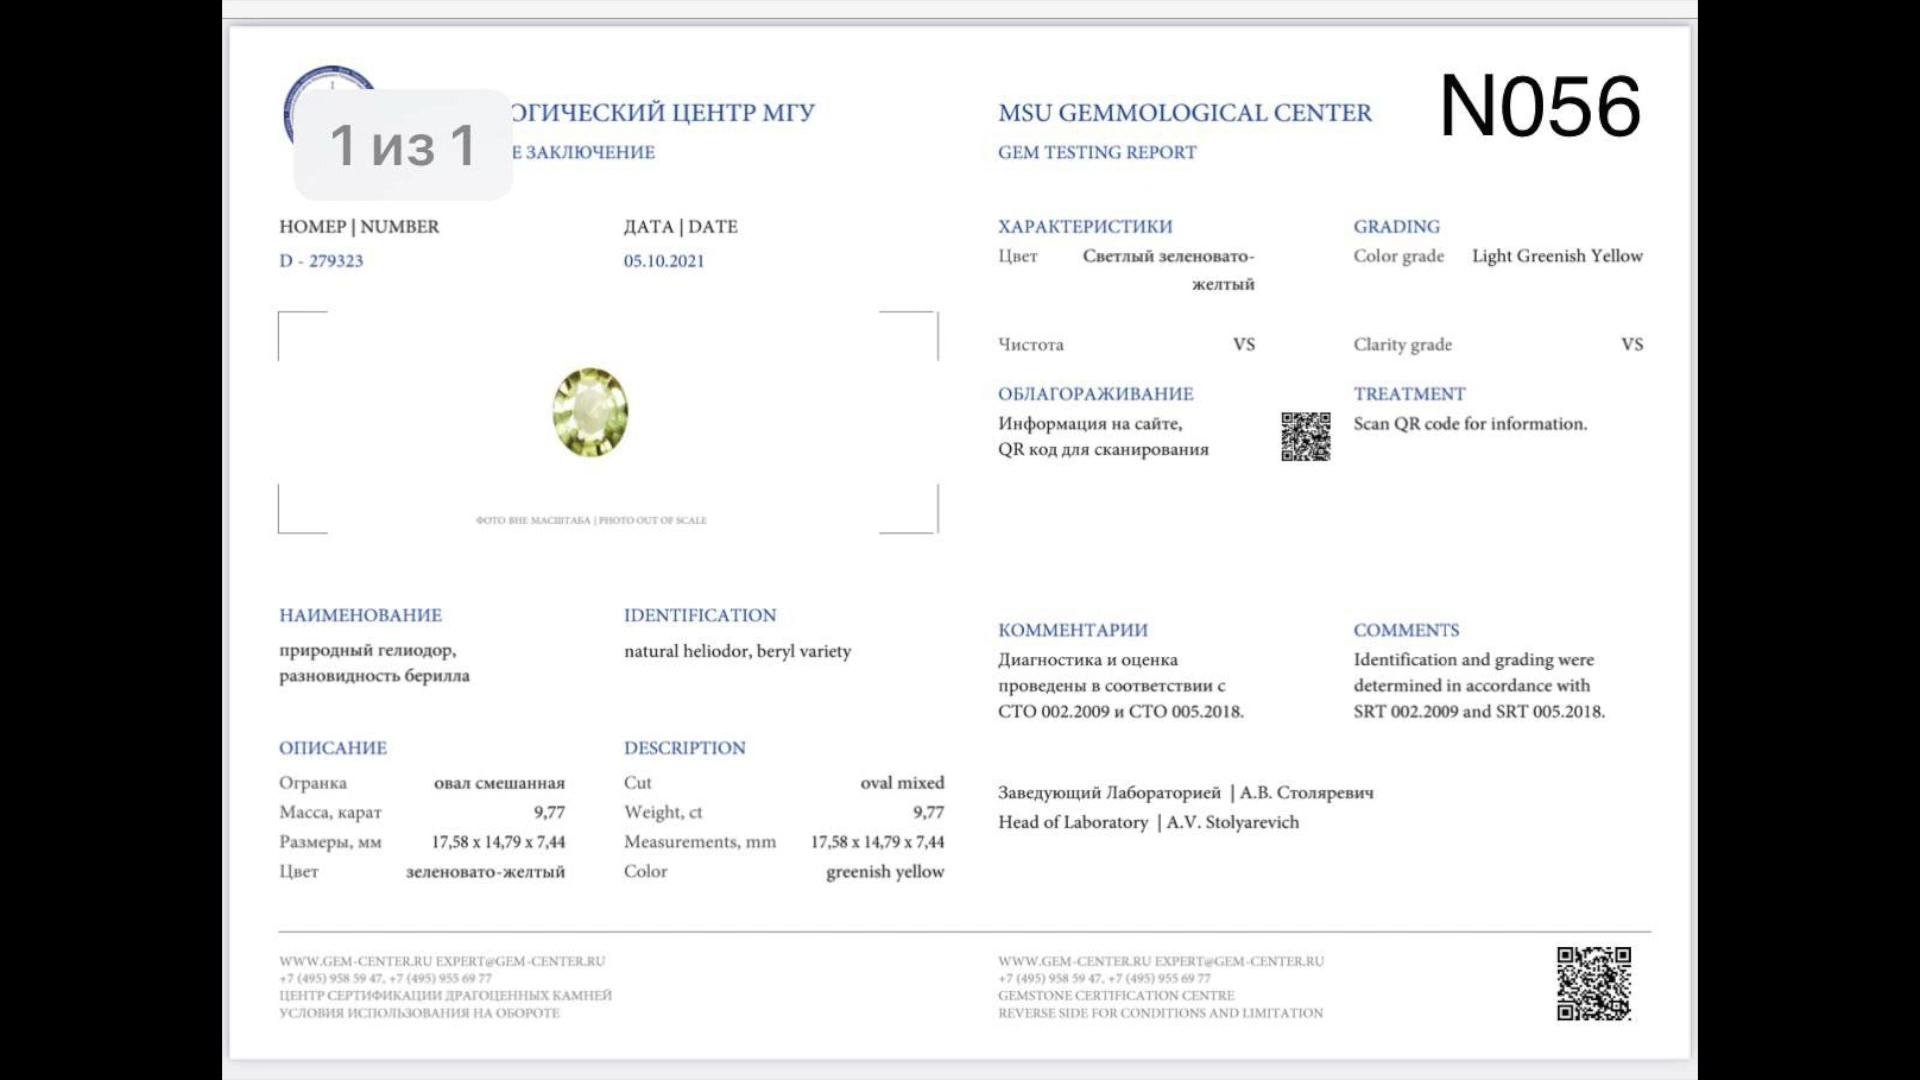 1 из 1
ОГИЧЕСКИЙ ЦЕНТР МГУ
Е ЗАКЛЮЧЕНИЕ
MSU GEMMOLOGICAL CENTER
GEM TESTING REPORT
N056
НОМЕР | NUMBER
D - 279323
ДАТА | DATE
05.10.2021
ФОТО ВНЕ МАСШТАБА | PHOTO OUT OF SCALE
НАИМЕНОВАНИЕ
природный гелиодор,
разновидность берилла
IDENTIFICATION
natural heliodor, beryl variety
ОПИСАНИЕ
Огранка овал смешанная
Масса, карат 9,77
Размеры, мм 17,58 x 14,79 x 7,44
Цвет зеленовато-желтый
DESCRIPTION
Cut oval mixed
Weight, ct 9,77
Measurements, mm 17,58 x 14,79 x 7,44
Color greenish yellow
ХАРАКТЕРИСТИКИ
Цвет Светлый зеленовато-
желтый
Чистота VS
GRADING
Color grade Light Greenish Yellow
Clarity grade VS
ОБЛАГОРАЖИВАНИЕ
Информация на сайте,
QR код для сканирования
TREATMENT
Scan QR code for information.
КОММЕНТАРИИ
Диагностика и оценка
проведены в соответствии с
СТО 002.2009 и СТО 005.2018.
COMMENTS
Identification and grading were
determined in accordance with
SRT 002.2009 and SRT 005.2018.
Заведующий Лабораторией | А.В. Столяревич
Head of Laboratory | A.V. Stolyarevich
WWW.GEM-CENTER.RU EXPERT@GEM-CENTER.RU
+7 (495) 958 59 47, +7 (495) 955 69 77
ЦЕНТР СЕРТИФИКАЦИИ ДРАГОЦЕННЫХ КАМНЕЙ
УСЛОВИЯ ИСПОЛЬЗОВАНИЯ НА ОБОРОТЕ
WWW.GEM-CENTER.RU EXPERT@GEM-CENTER.RU
+7 (495) 958 59 47, +7 (495) 955 69 77
GEMSTONE CERTIFICATION CENTRE
REVERSE SIDE FOR CONDITIONS AND LIMITATION